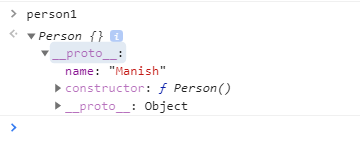 person1
Person {} i
__proto__:
name: "Manish"
constructor: ƒ Person()
__proto__: Object